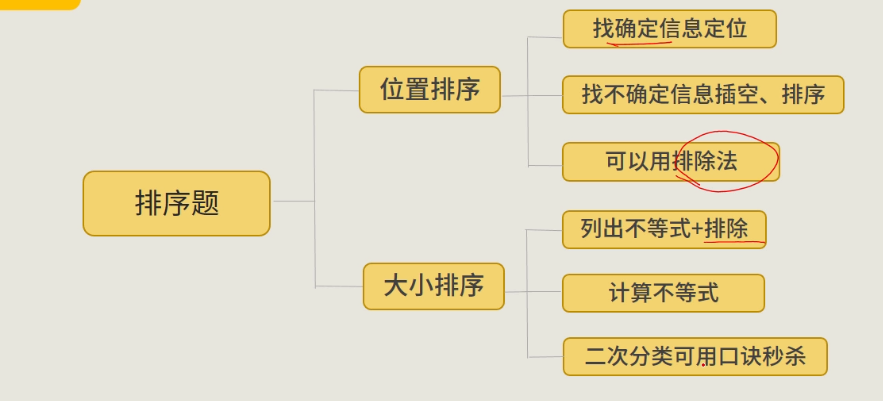 找确定信息定位
位置排序
找不确定信息插空、排序
可以用排除法
排序题
列出不等式+排除
大小排序
计算不等式
二次分类可用口诀秒杀